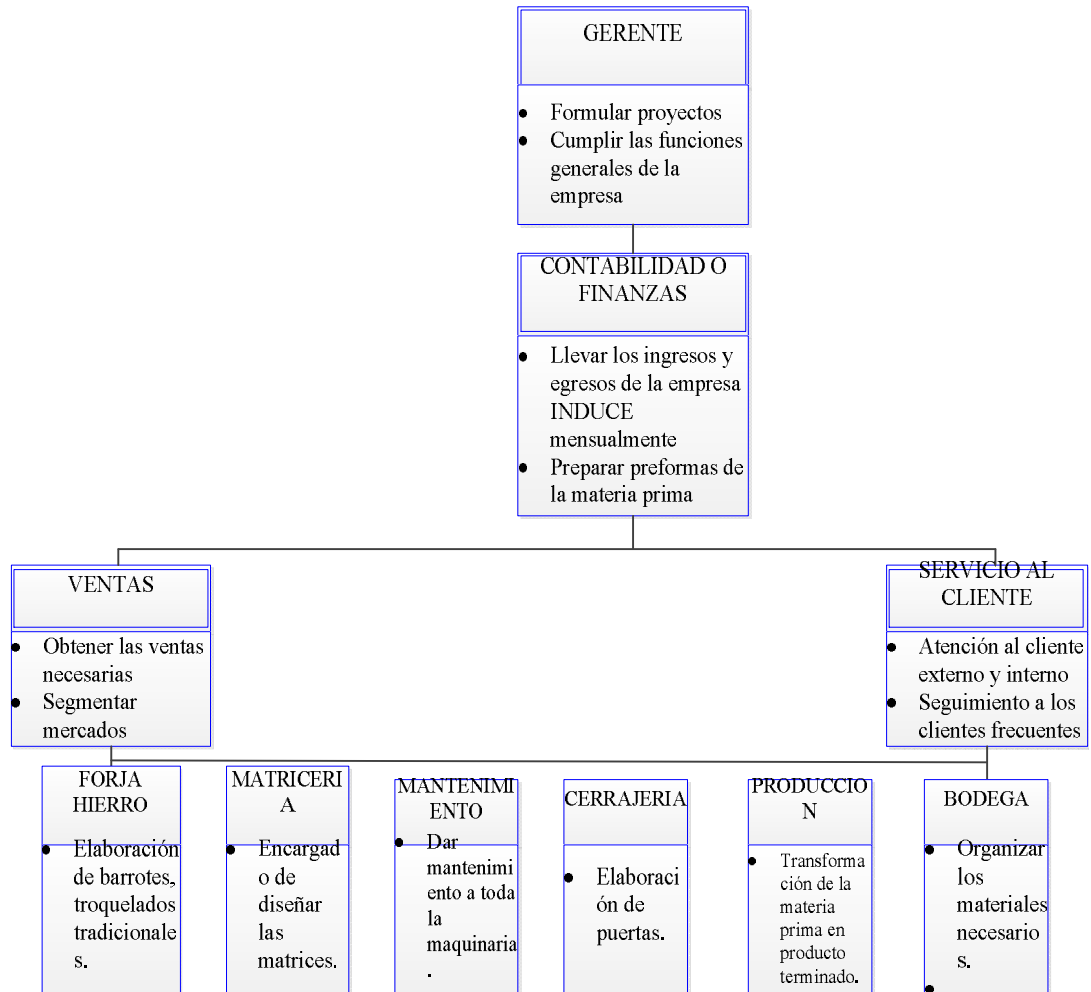 GERENTE
• Formular proyectos
• Cumplir las funciones
generales de la
empresa
CONTABILIDAD O
FINANZAS
• Llevar los ingresos y
egresos de la empresa
INDUCE
mensualmente
• Preparar preformas de
la materia prima
VENTAS
• Obtener las ventas
necesarias
• Segmentar
mercados
SERVICIO AL
CLIENTE
• Atención al cliente
externo y interno
• Seguimiento a los
clientes frecuentes
FORJA
HIERRO
• Elaboración
de barrotes,
troquelados
tradicionale
s.
MATRICERI
A
• Encargad
o de
diseñar
las
matrices.
MANTENIMI
ENTO
• Dar
mantenimi
ento a toda
la
maquinaria
.
CERRAJERIA
• Elaboraci
ón de
puertas.
PRODUCCIO
N
• Transforma
ción de la
materia
prima en
producto
terminado.
BODEGA
• Organizar
los
materiales
necesario
s.
•